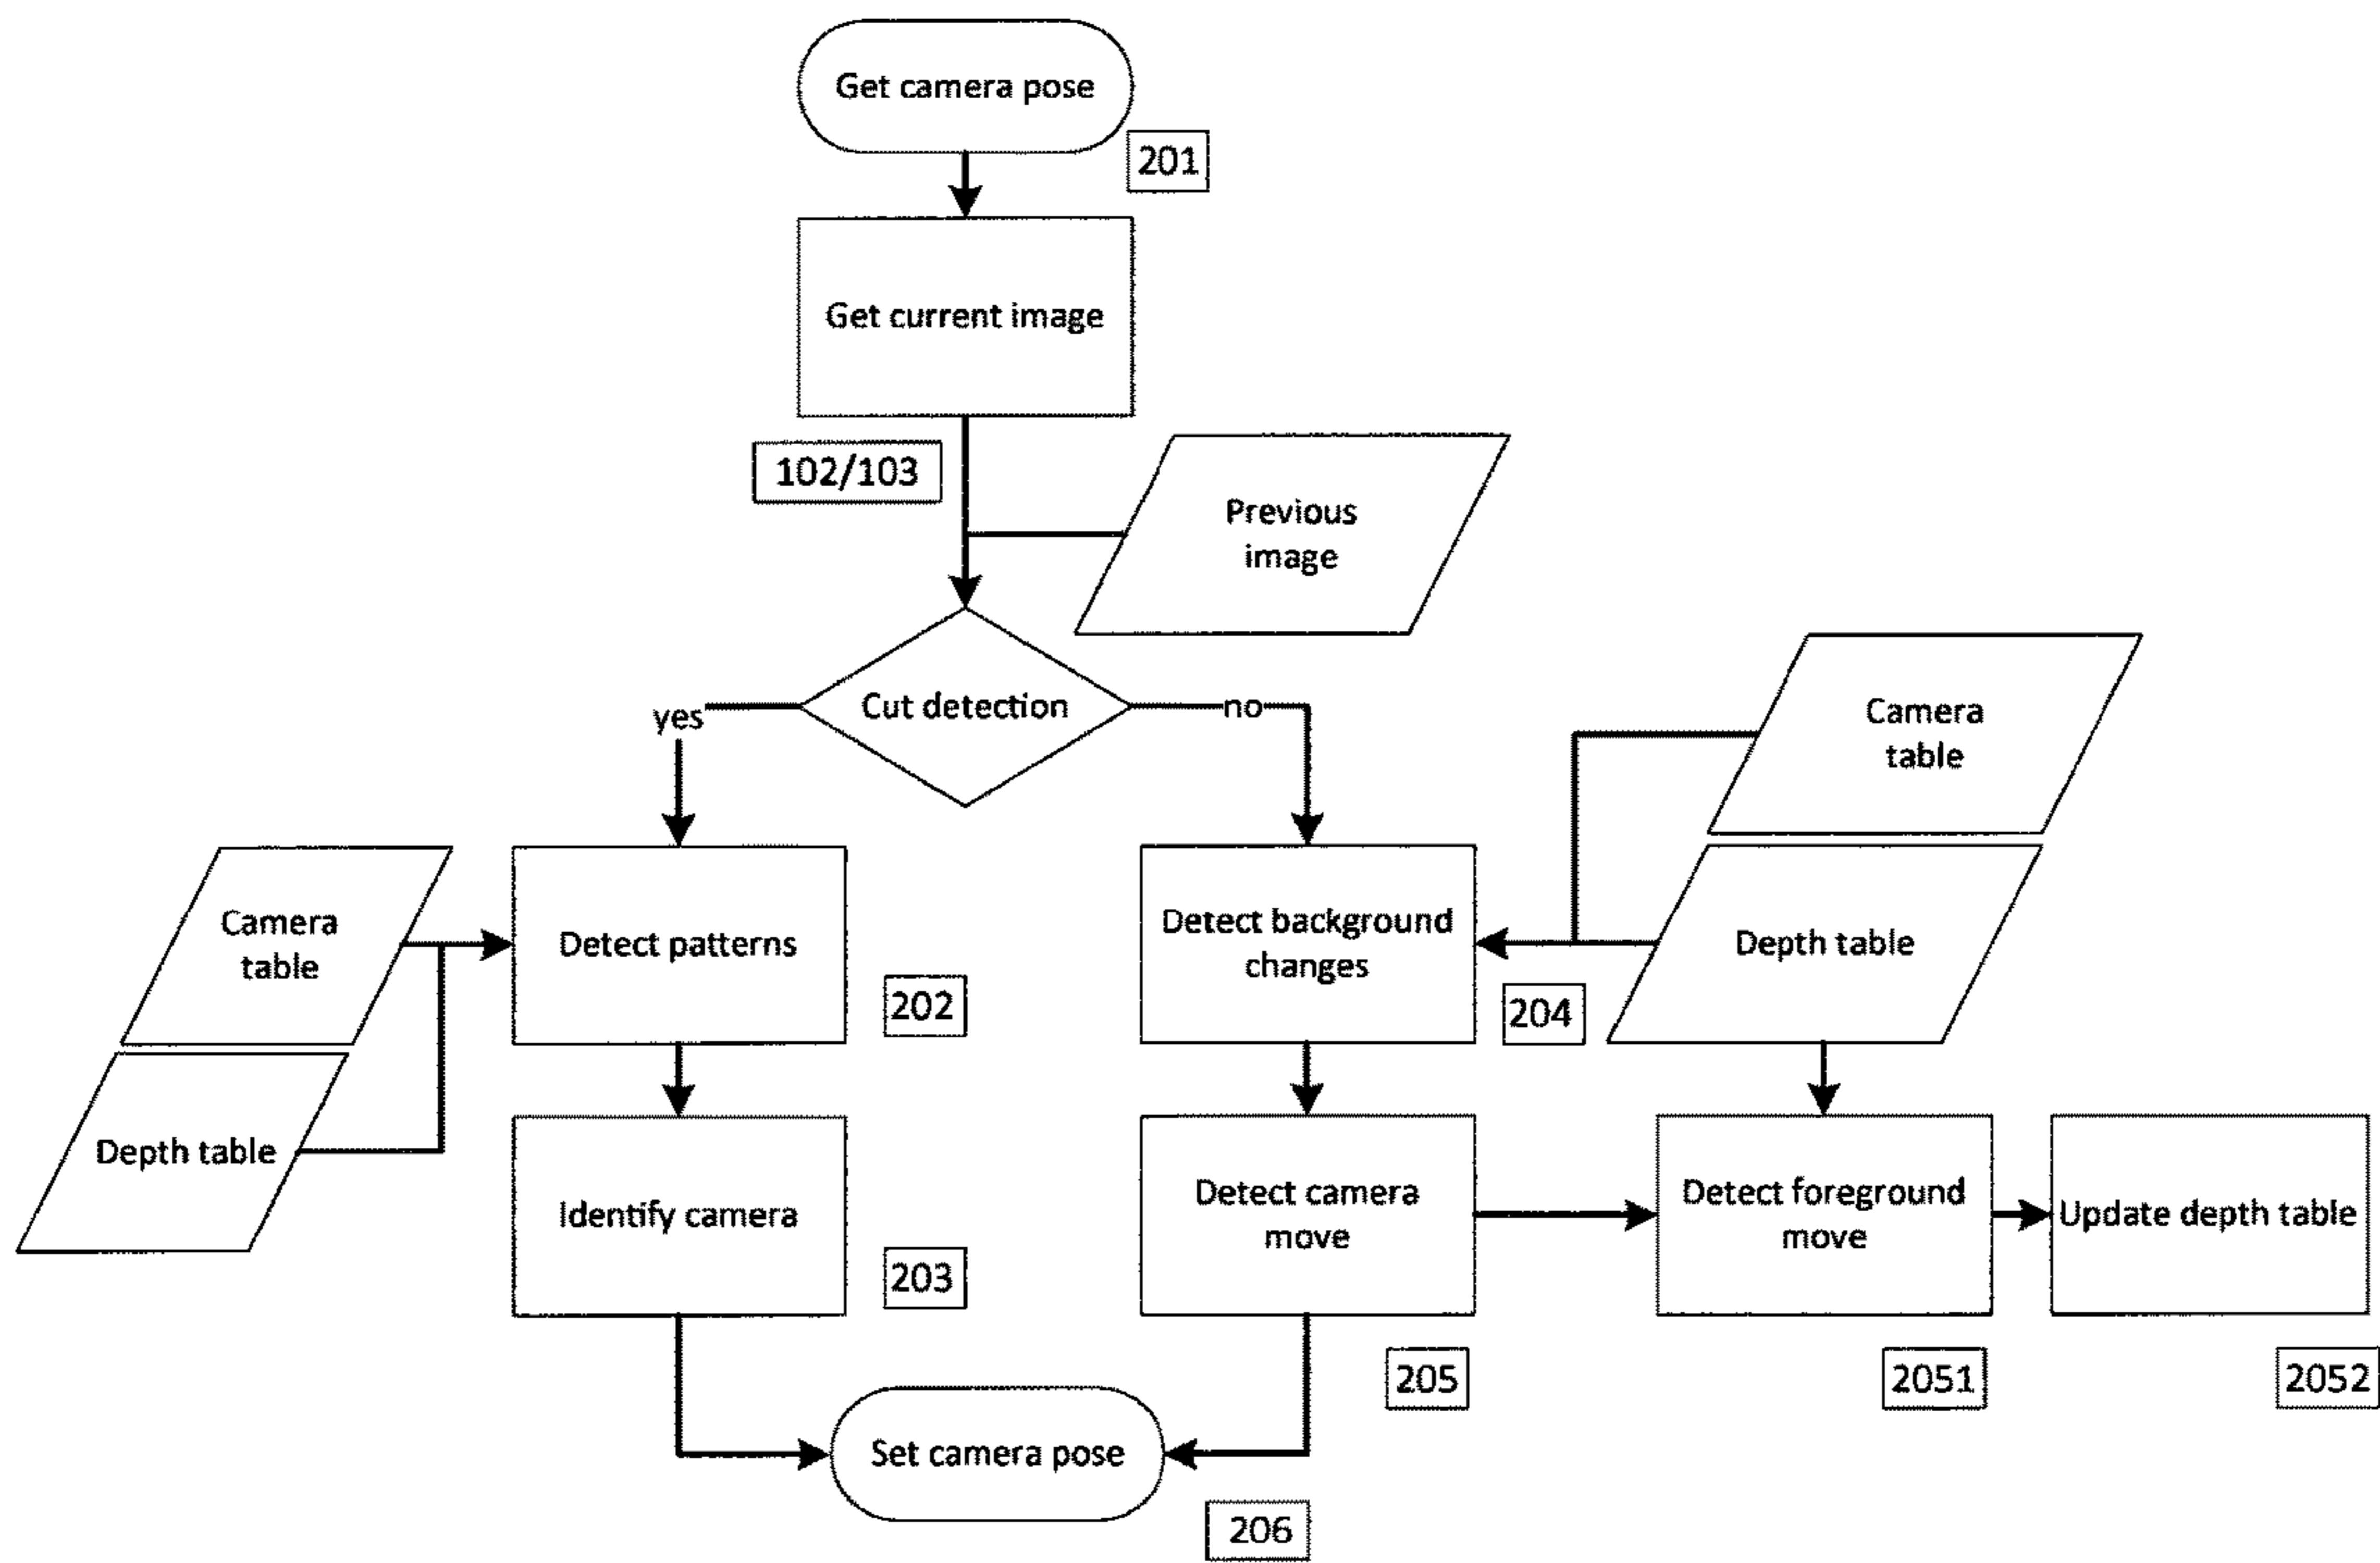 Get camera pose
201
Get current image
102/103
Previous
image
Cut detection
yes
no
Camera
table
Camera
table
Detect patterns
Detect background
changes
Depth table
202
204
Depth table
Identify camera
Detect camera
move
Detect foreground
move
Update depth table
203
205
2051
2052
Set camera pose
206